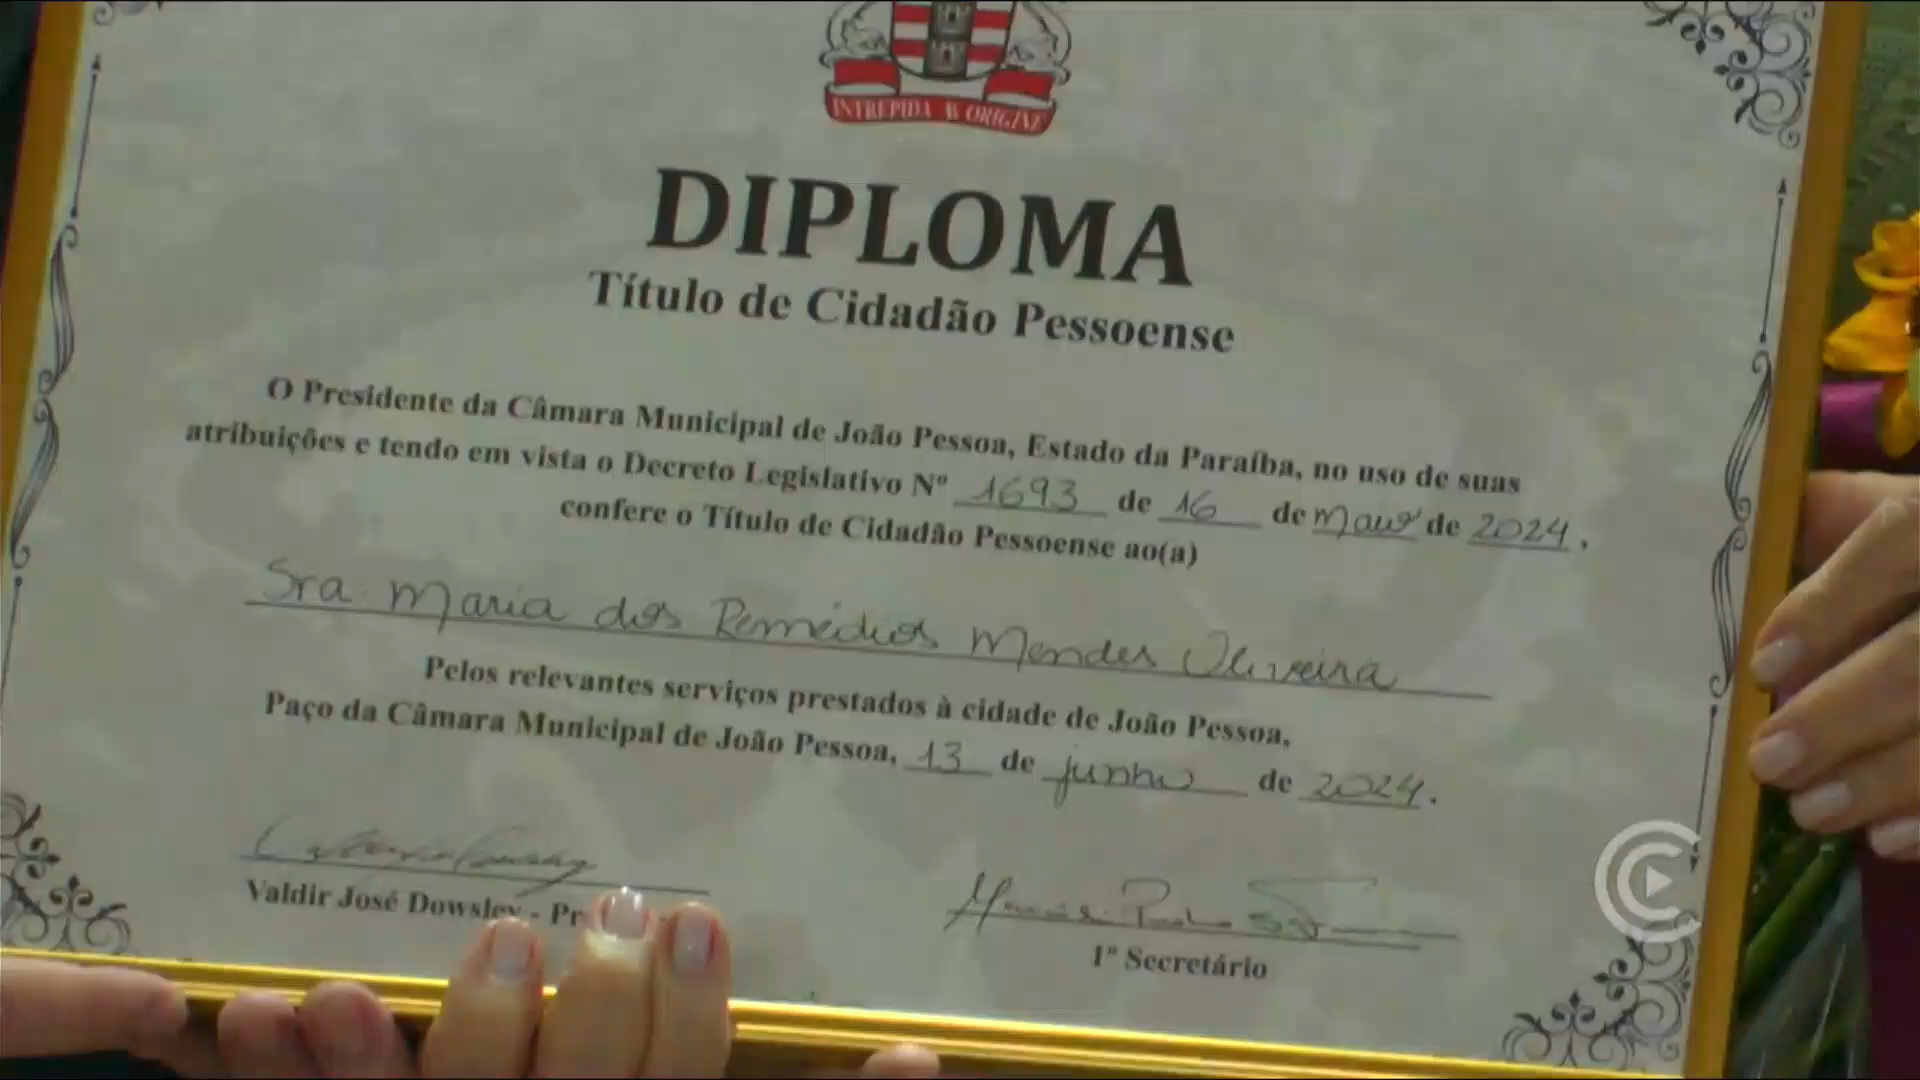 INTREPIDA AB ORIGINE
DIPLOMA
Título de Cidadão Pessoense
O Presidente da Câmara Municipal de João Pessoa, Estado da Paraíba, no uso de suas
atribuições e tendo em vista o Decreto Legislativo Nº 1693 de 16 de maio de 2024,
confere o Título de Cidadão Pessoense ao(a)
Sra. Maria dos Remédios Mendes Oliveira
Pelos relevantes serviços prestados à cidade de João Pessoa,
Paço da Câmara Municipal de João Pessoa, 13 de junho de 2024.
Valdir José Dowsley - Pr
1º Secretário